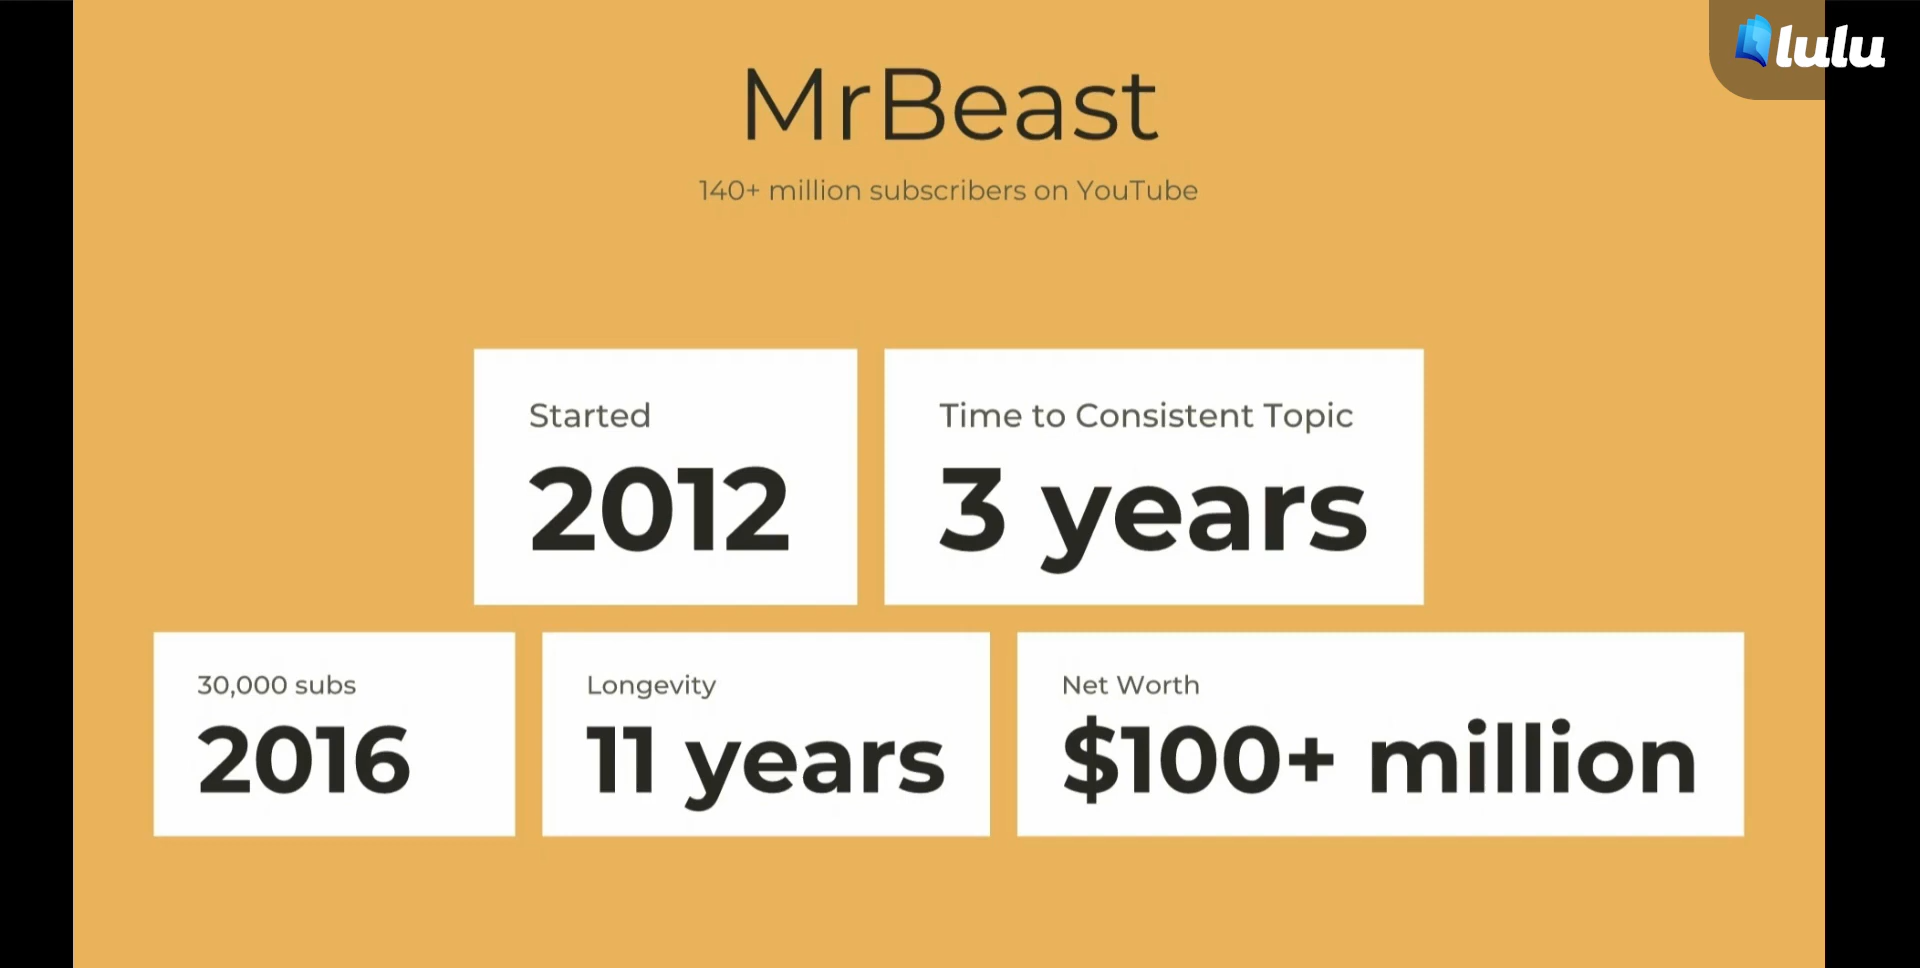 lulu
MrBeast
140+ million subscribers on YouTube
Started
2012
Time to Consistent Topic
3 years
30,000 subs
2016
Longevity
11 years
Net Worth
$100+ million